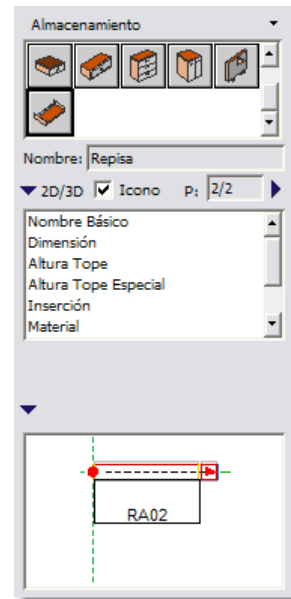 Almacenamiento
Nombre: Repisa
2D/3D Icono P: 2/2
Nombre Básico
Dimensión
Altura Tope
Altura Tope Especial
Inserción
Material
RA02